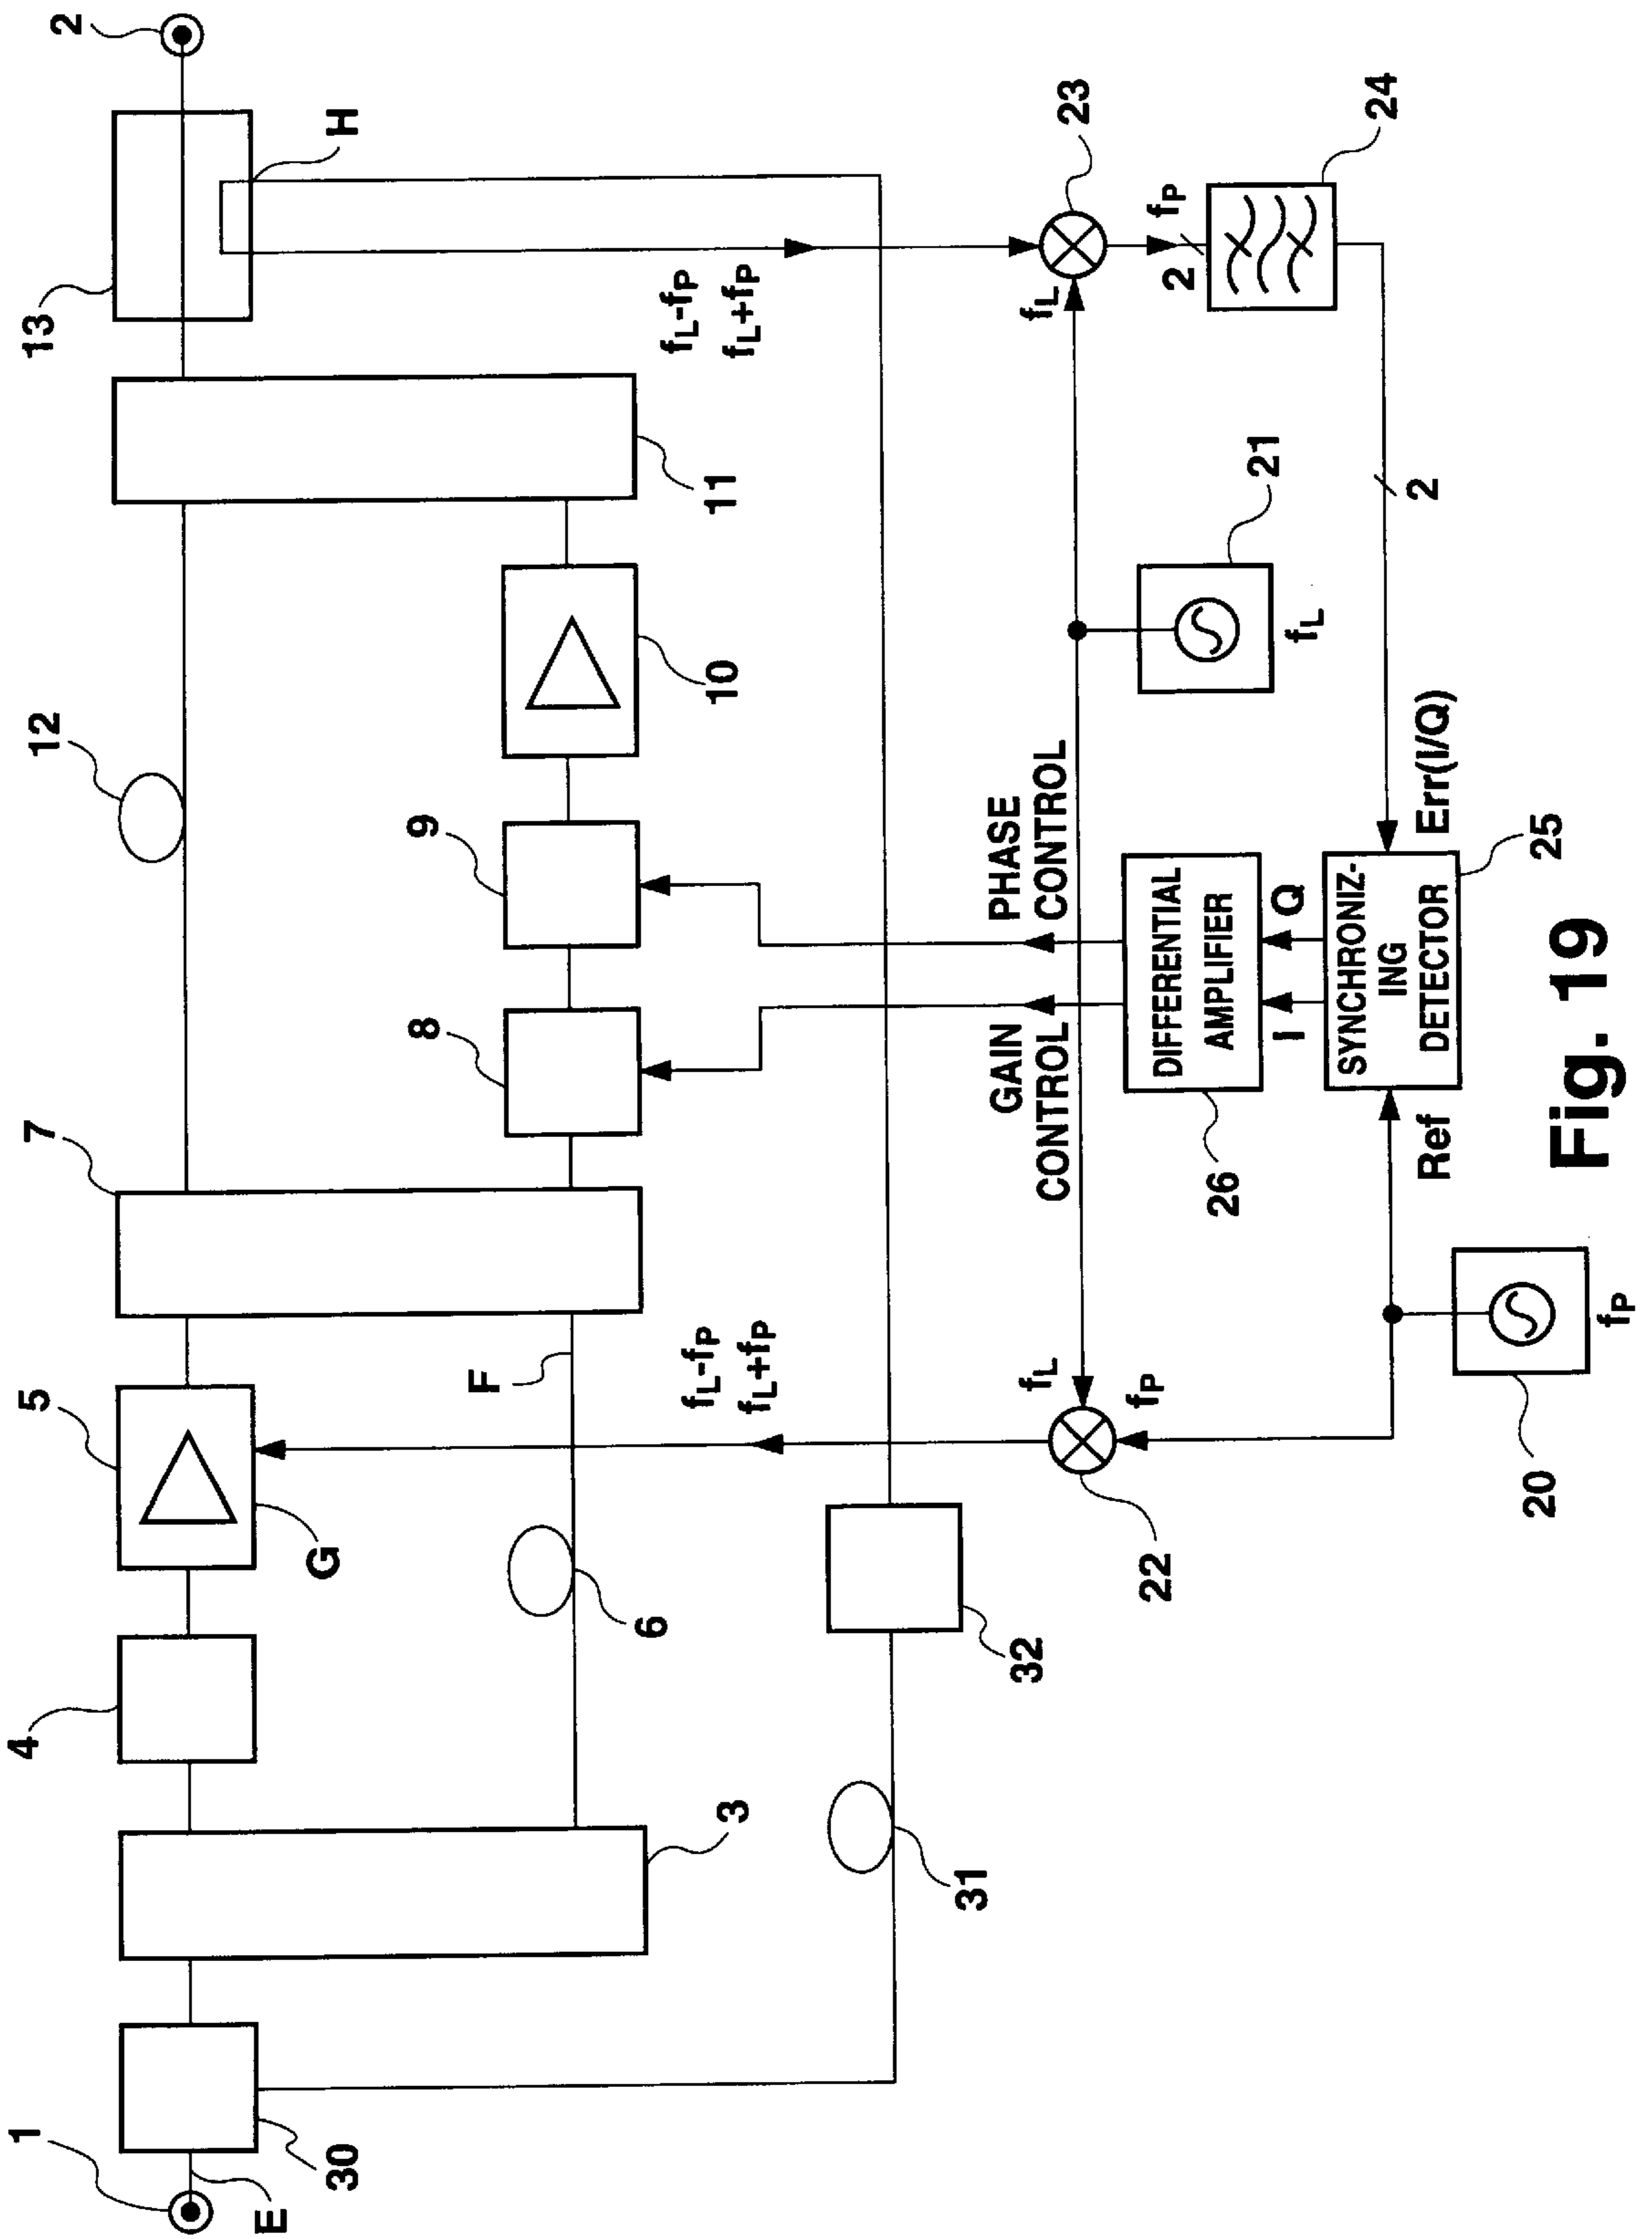 1
E
30
3
4
5
G
6
F
7
8
9
10
11
12
13
H
2
31
32
fL-fP
fL+fP
fL-fP
fL+fP
22
fL
fP
GAIN
CONTROL
PHASE
CONTROL
fL
23
fP
2
24
21
fL
2
26
DIFFERENTIAL
AMPLIFIER
I
Q
SYNCHRONIZ-
ING
DETECTOR
25
Ref
Err(I/Q)
20
fP
Fig. 19